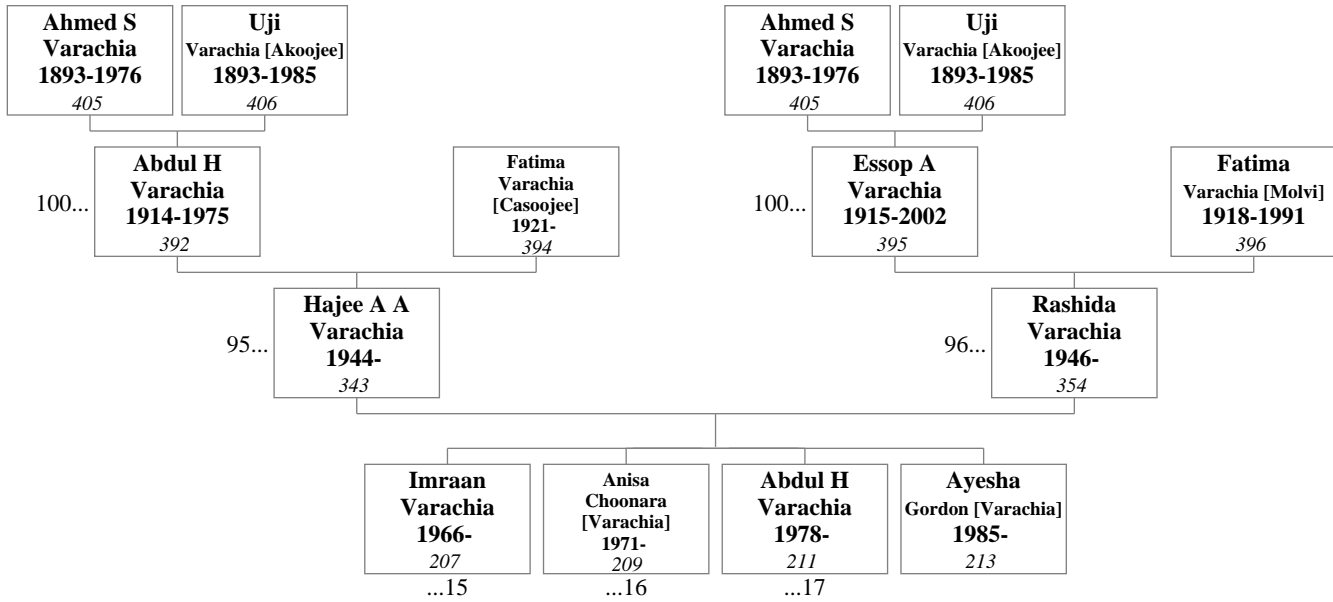 Ahmed S
Varachia
1893-1976
405
Uji
Varachia [Akoojee]
1893-1985
406
Ahmed S
Varachia
1893-1976
405
Uji
Varachia [Akoojee]
1893-1985
406
100...
Abdul H
Varachia
1914-1975
392
Fatima
Varachia
[Casoojee]
1921-
394
100...
Essop A
Varachia
1915-2002
395
Fatima
Varachia [Molvi]
1918-1991
396
95...
Hajee A A
Varachia
1944-
343
96...
Rashida
Varachia
1946-
354
Imraan
Varachia
1966-
207
...15
Anisa
Choonara
[Varachia]
1971-
209
...16
Abdul H
Varachia
1978-
211
...17
Ayesha
Gordon [Varachia]
1985-
213